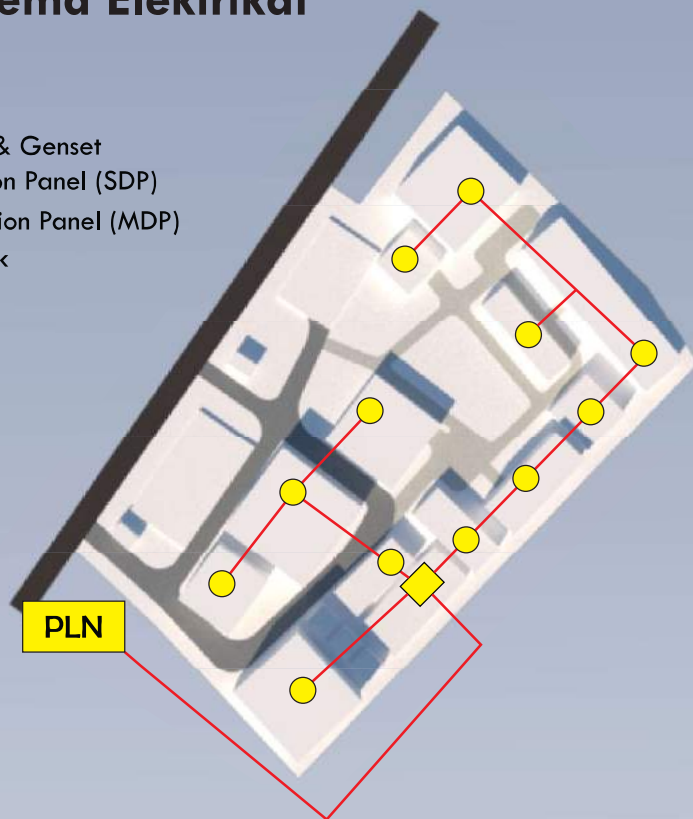 ema Elektrikal
& Genset
on Panel (SDP)
ion Panel (MDP)
k
PLN